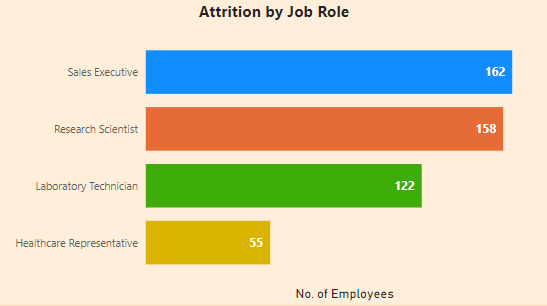 Attrition by Job Role
Sales Executive 162
Research Scientist 158
Laboratory Technician 122
Healthcare Representative 55
No. of Employees